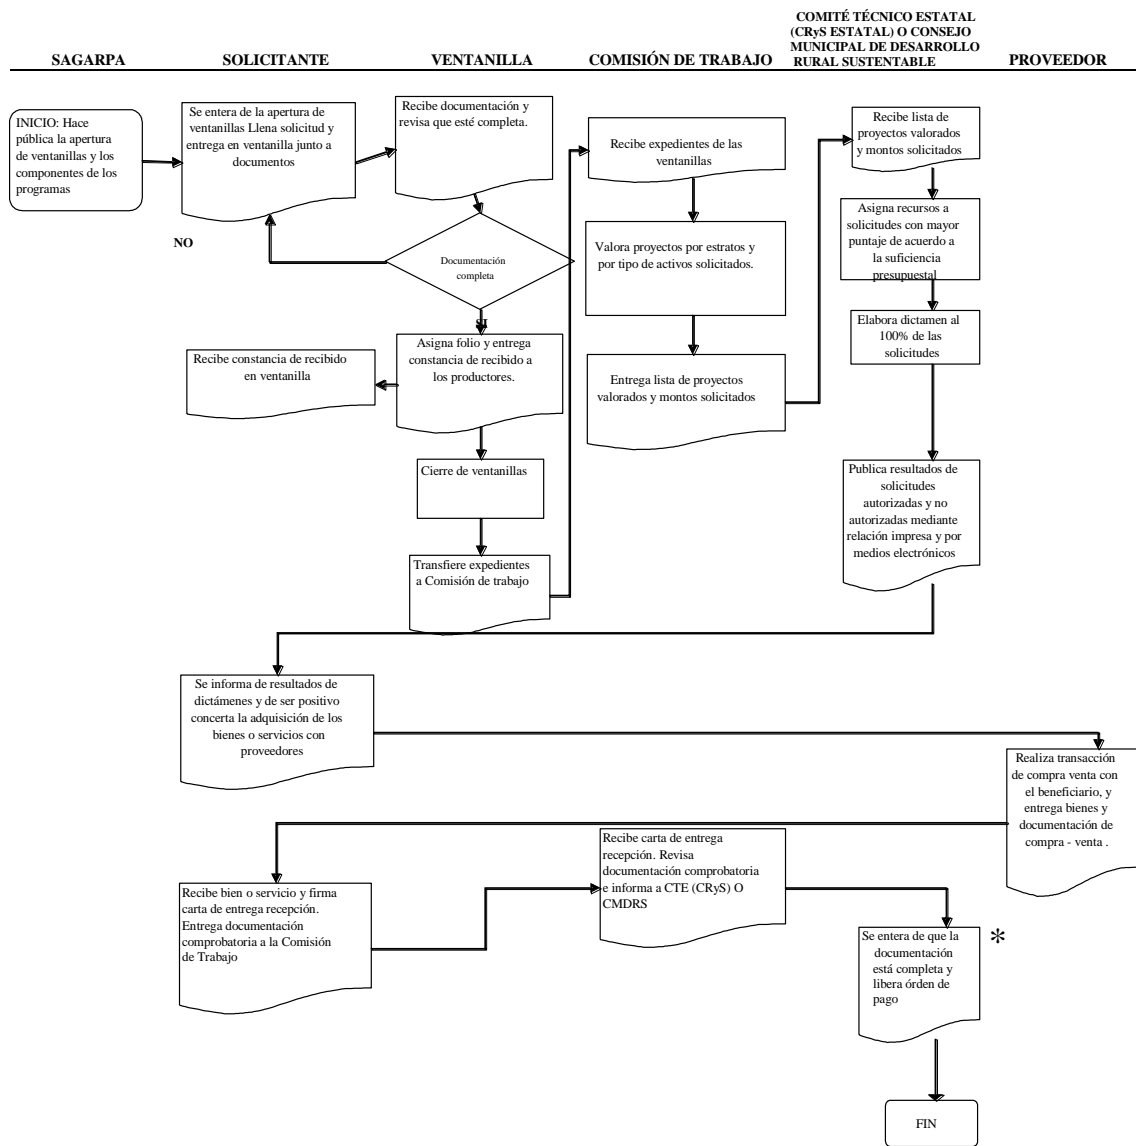 COMITÉ TÉCNICO ESTATAL
(CRyS ESTATAL) O CONSEJO
MUNICIPAL DE DESARROLLO
RURAL SUSTENTABLE
SAGARPA
SOLICITANTE
VENTANILLA
COMISIÓN DE TRABAJO
PROVEEDOR
INICIO: Hace
pública la apertura
de ventanillas y los
componentes de los
programas
Se entera de la apertura de
ventanillas Llena solicitud y
entrega en ventanilla junto a
documentos
Recibe documentación y
revisa que esté completa.
NO
Documentación
completa
SI
Asigna folio y entrega
constancia de recibido a
los productores.
Recibe constancia de recibido
en ventanilla
Cierre de ventanillas
Transfiere expedientes
a Comisión de trabajo
Recibe expedientes de las
ventanillas
Valora proyectos por estratos y
por tipo de activos solicitados.
Entrega lista de proyectos
valorados y montos solicitados
Recibe lista de
proyectos valorados
y montos solicitados
Asigna recursos a
solicitudes con mayor
puntaje de acuerdo a
la suficiencia
presupuestal
Elabora dictamen al
100% de las
solicitudes
Publica resultados de
solicitudes
autorizadas y no
autorizadas mediante
relación impresa y por
medios electrónicos
Se informa de resultados de
dictámenes y de ser positivo
concerta la adquisición de los
bienes o servicios con
proveedores
Realiza transacción
de compra venta con
el beneficiario, y
entrega bienes y
documentación de
compra - venta .
Recibe bien o servicio y firma
carta de entrega recepción.
Entrega documentación
comprobatoria a la Comisión
de Trabajo
Recibe carta de entrega
recepción. Revisa
documentación comprobatoria
e informa a CTE (CRyS) O
CMDRS
Se entera de que la
documentación
está completa y
libera órden de
pago
*
FIN